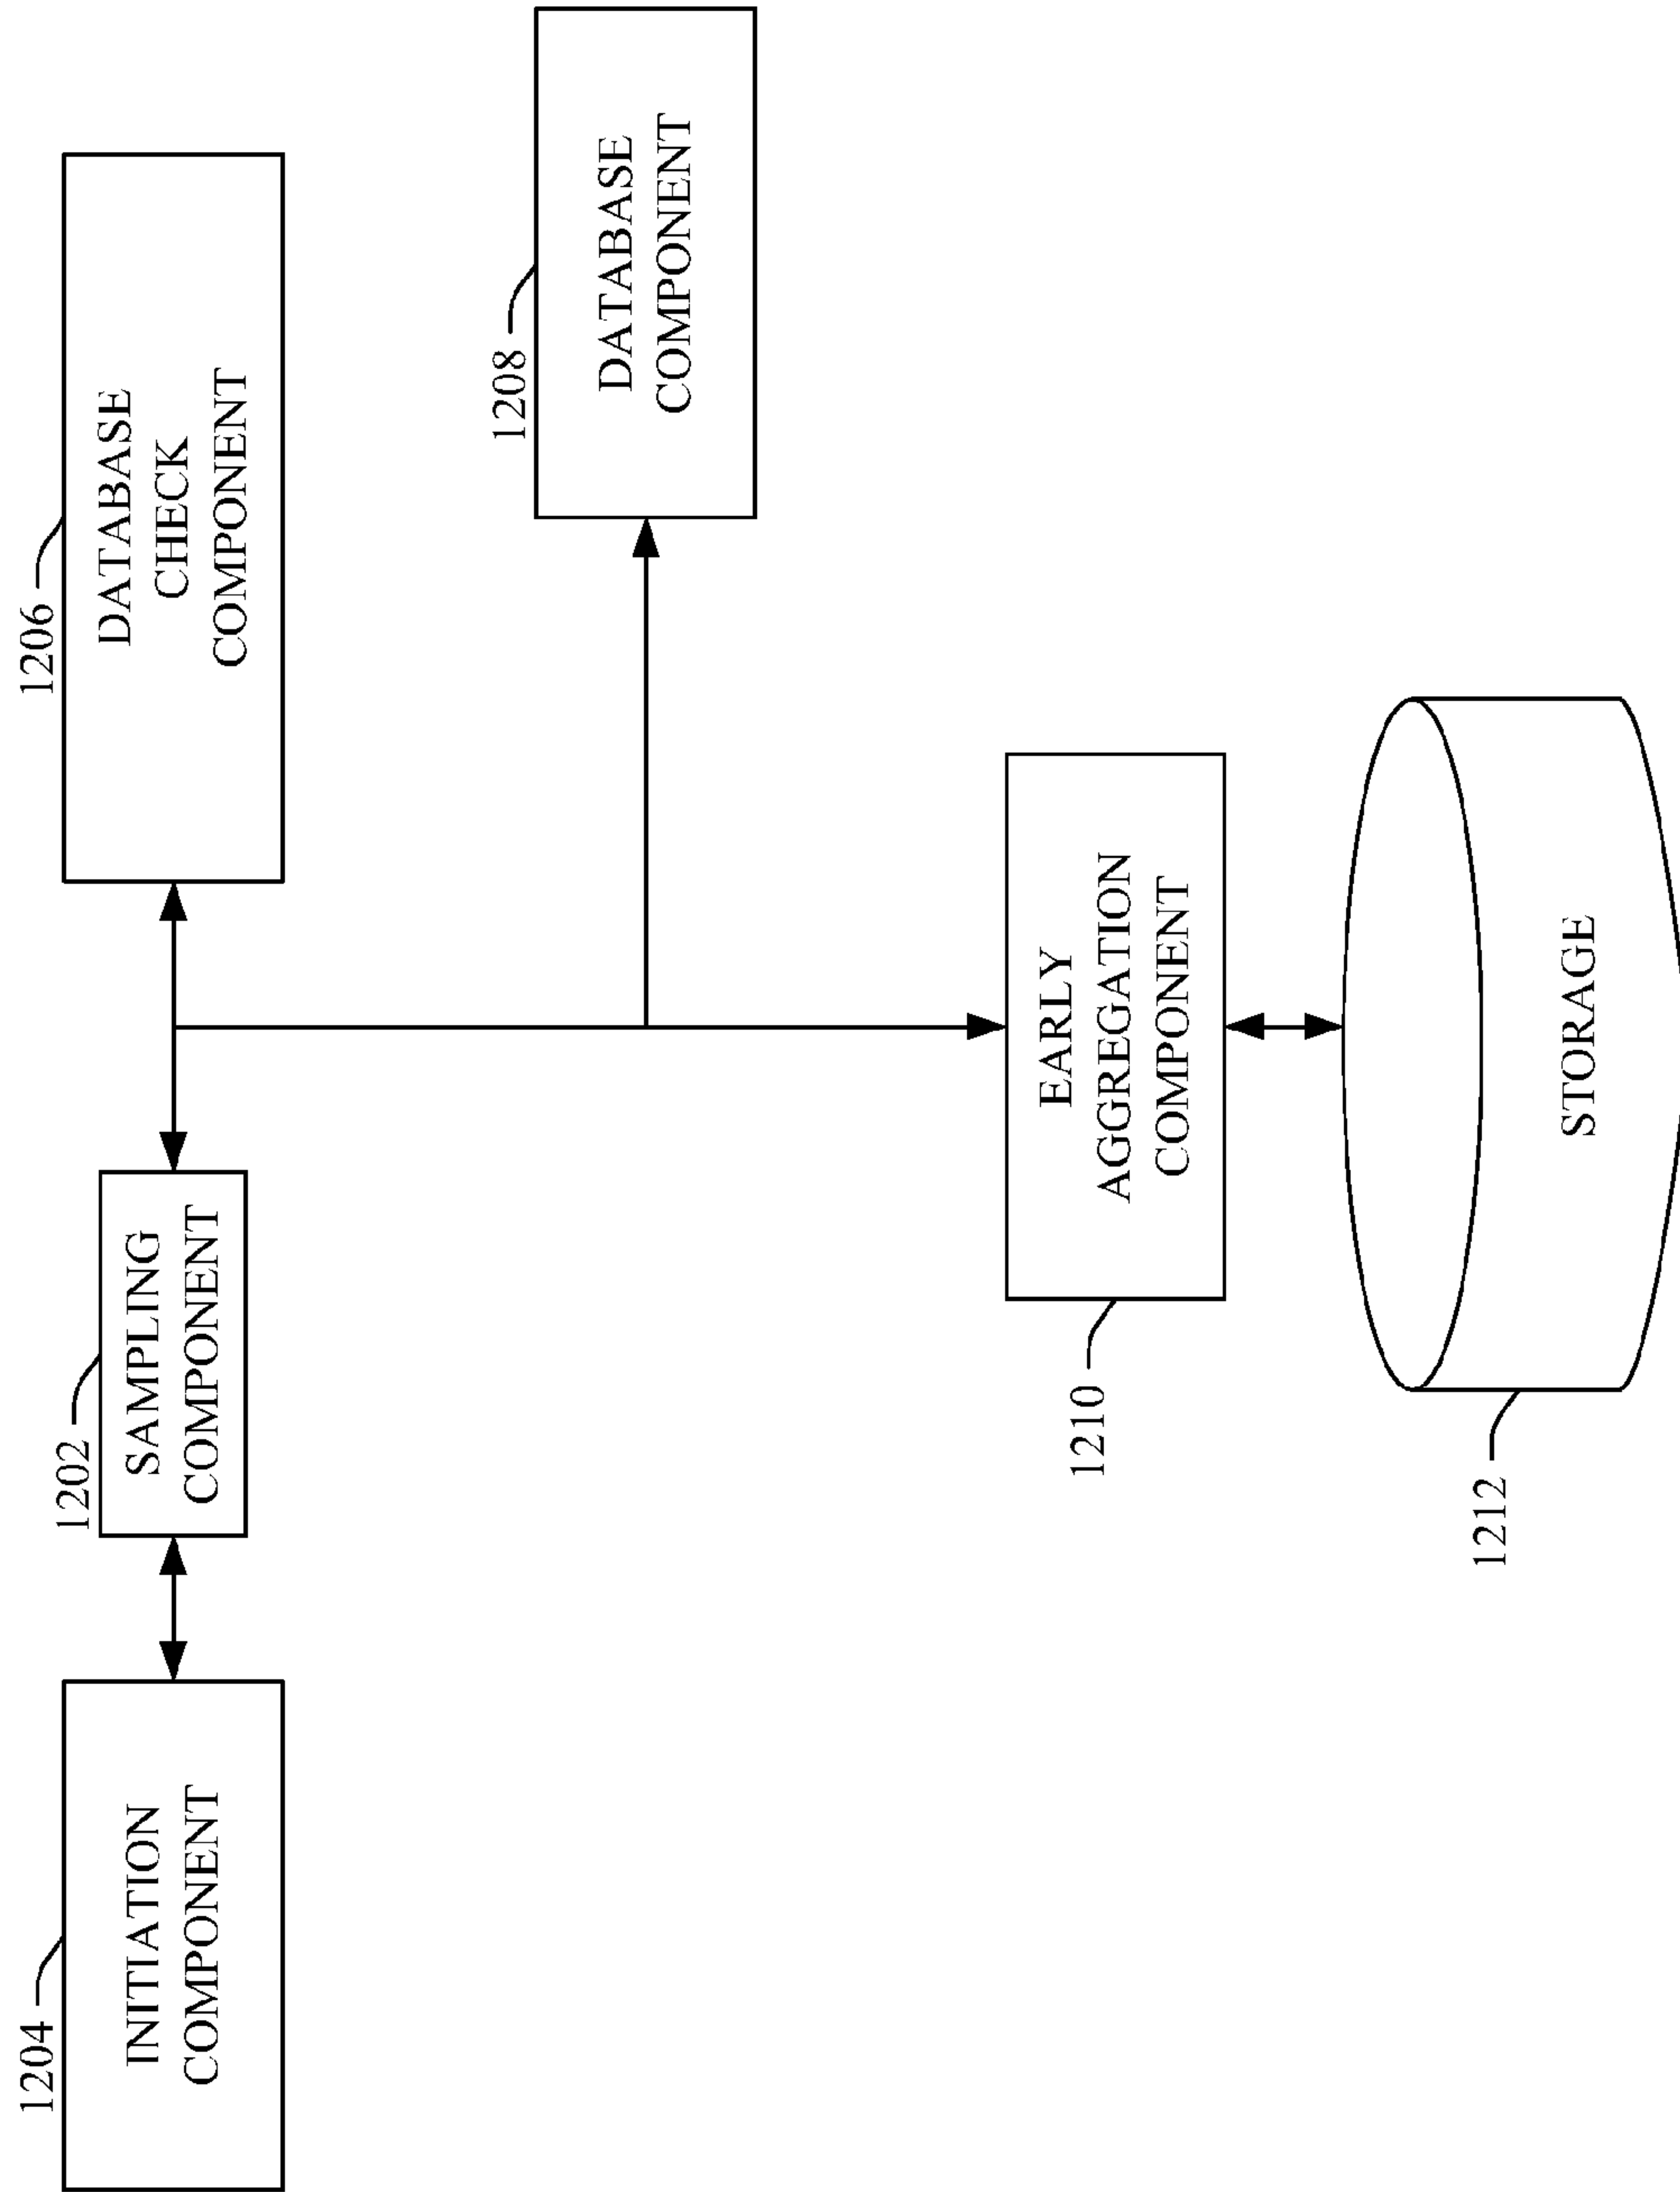 1204
INITIATION
COMPONENT
1202
SAMPLING
COMPONENT
1206
DATABASE
CHECK
COMPONENT
1208
DATABASE
COMPONENT
1210
EARLY
AGGREGATION
COMPONENT
1212
STORAGE